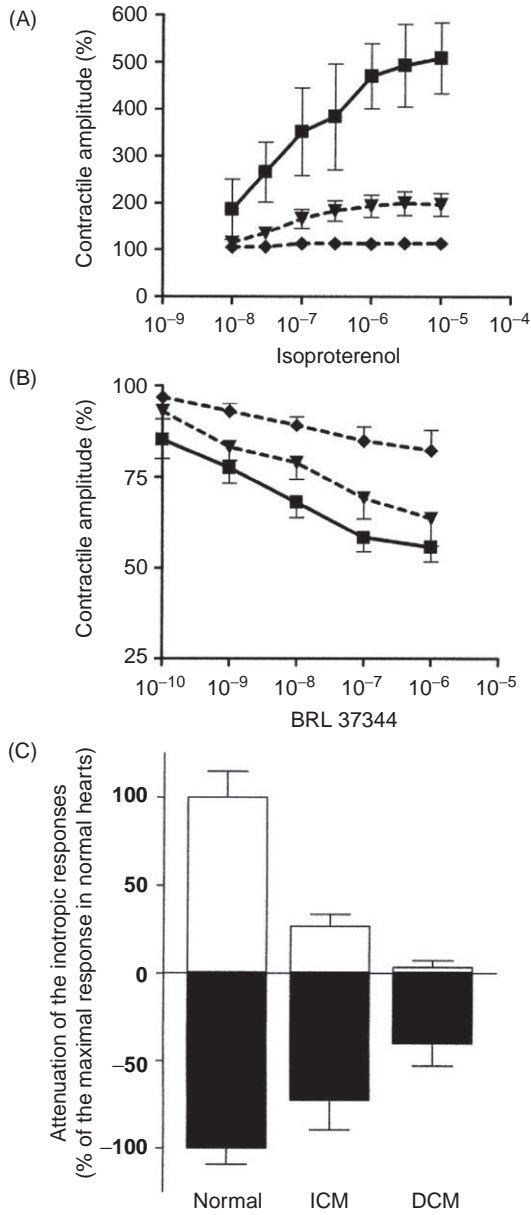 (A)
Contractile amplitude (%)
600
500
400
300
200
100
0
10⁻⁹ 10⁻⁸ 10⁻⁷ 10⁻⁶ 10⁻⁵ 10⁻⁴
Isoproterenol
(B)
Contractile amplitude (%)
100
75
50
25
10⁻¹⁰ 10⁻⁹ 10⁻⁸ 10⁻⁷ 10⁻⁶ 10⁻⁵
BRL 37344
(C)
Attenuation of the inotropic responses
(% of the maximal response in normal hearts)
100
50
0
−50
−100
Normal ICM DCM